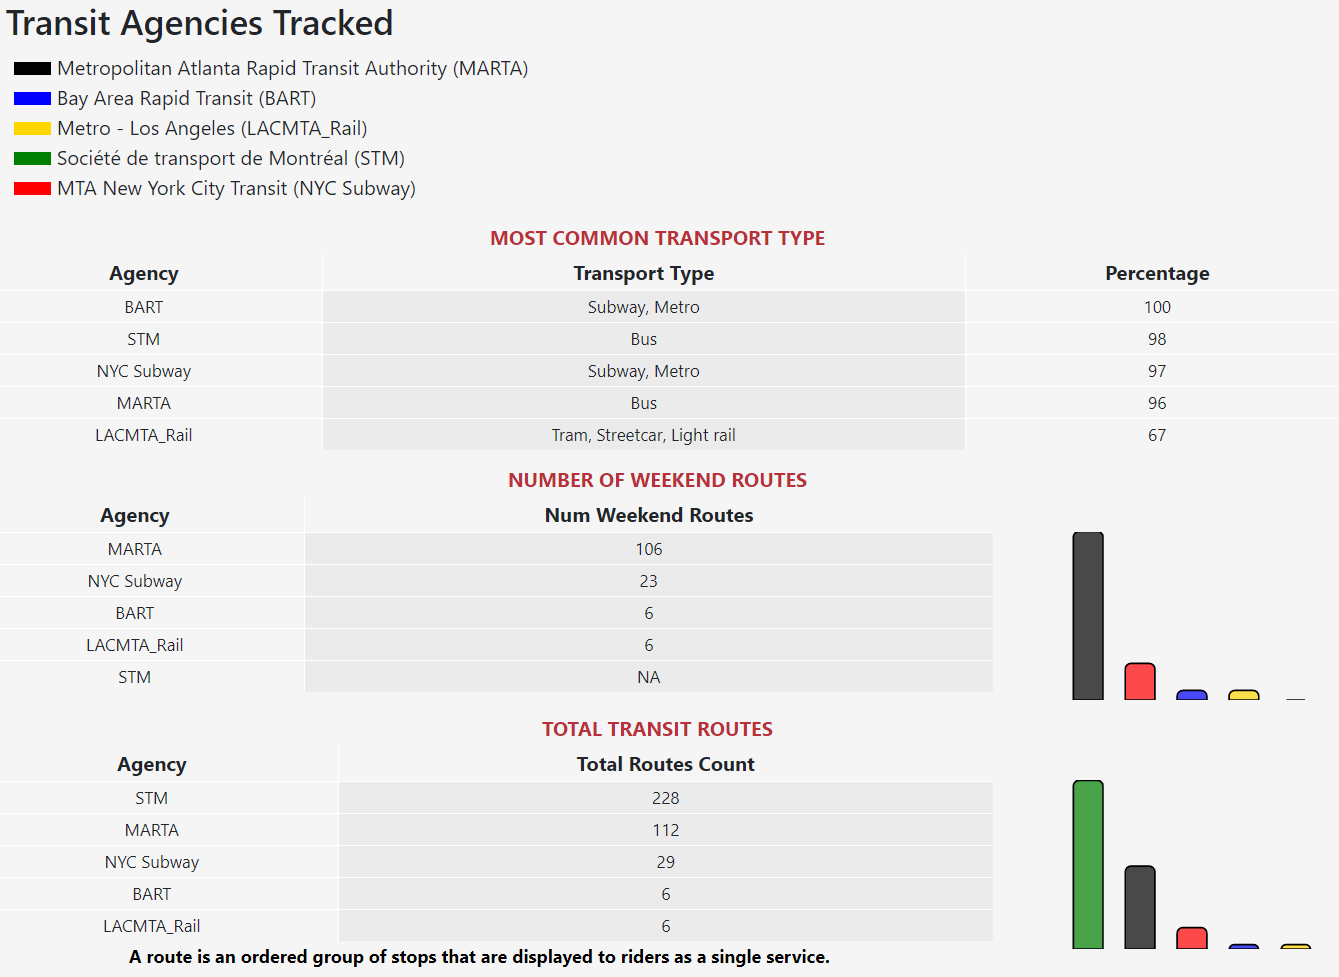 Transit Agencies Tracked
Metropolitan Atlanta Rapid Transit Authority (MARTA)
Bay Area Rapid Transit (BART)
Metro - Los Angeles (LACMTA_Rail)
Société de transport de Montréal (STM)
MTA New York City Transit (NYC Subway)
MOST COMMON TRANSPORT TYPE
Agency Transport Type Percentage
BART Subway, Metro 100
STM Bus 98
NYC Subway Subway, Metro 97
MARTA Bus 96
LACMTA_Rail Tram, Streetcar, Light rail 67
NUMBER OF WEEKEND ROUTES
Agency Num Weekend Routes
MARTA 106
NYC Subway 23
BART 6
LACMTA_Rail 6
STM NA
TOTAL TRANSIT ROUTES
Agency Total Routes Count
STM 228
MARTA 112
NYC Subway 29
BART 6
LACMTA_Rail 6
A route is an ordered group of stops that are displayed to riders as a single service.